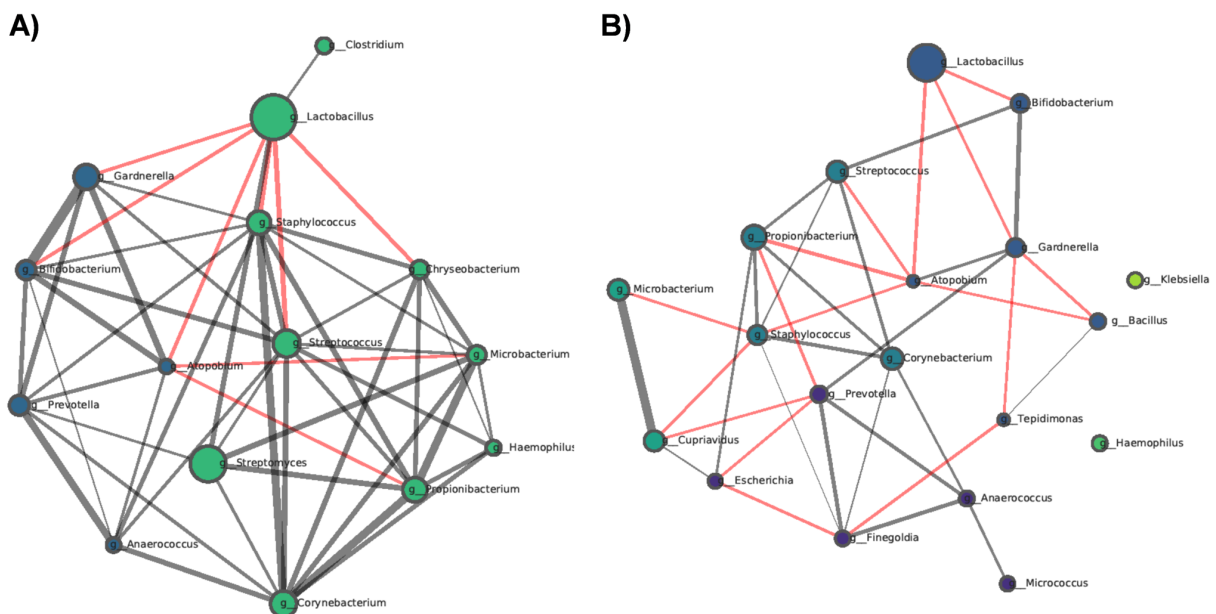 A)
g__Clostridium
g__Lactobacillus
g__Gardnerella
g__Staphylococcus
g__Bifidobacterium
g__Chryseobacterium
g__Streptococcus
g__Microbacterium
g__Atopobium
g__Prevotella
g__Haemophilus
g__Streptomyces
g__Propionibacterium
g__Anaerococcus
g__Corynebacterium
B)
g__Lactobacillus
g__Bifidobacterium
g__Streptococcus
g__Propionibacterium
g__Gardnerella
g__Atopobium
g__Klebsiella
g__Microbacterium
g__Bacillus
g__Staphylococcus
g__Corynebacterium
g__Prevotella
g__Tepidimonas
g__Cupriavidus
g__Haemophilus
g__Escherichia
g__Anaerococcus
g__Finegoldia
g__Micrococcus